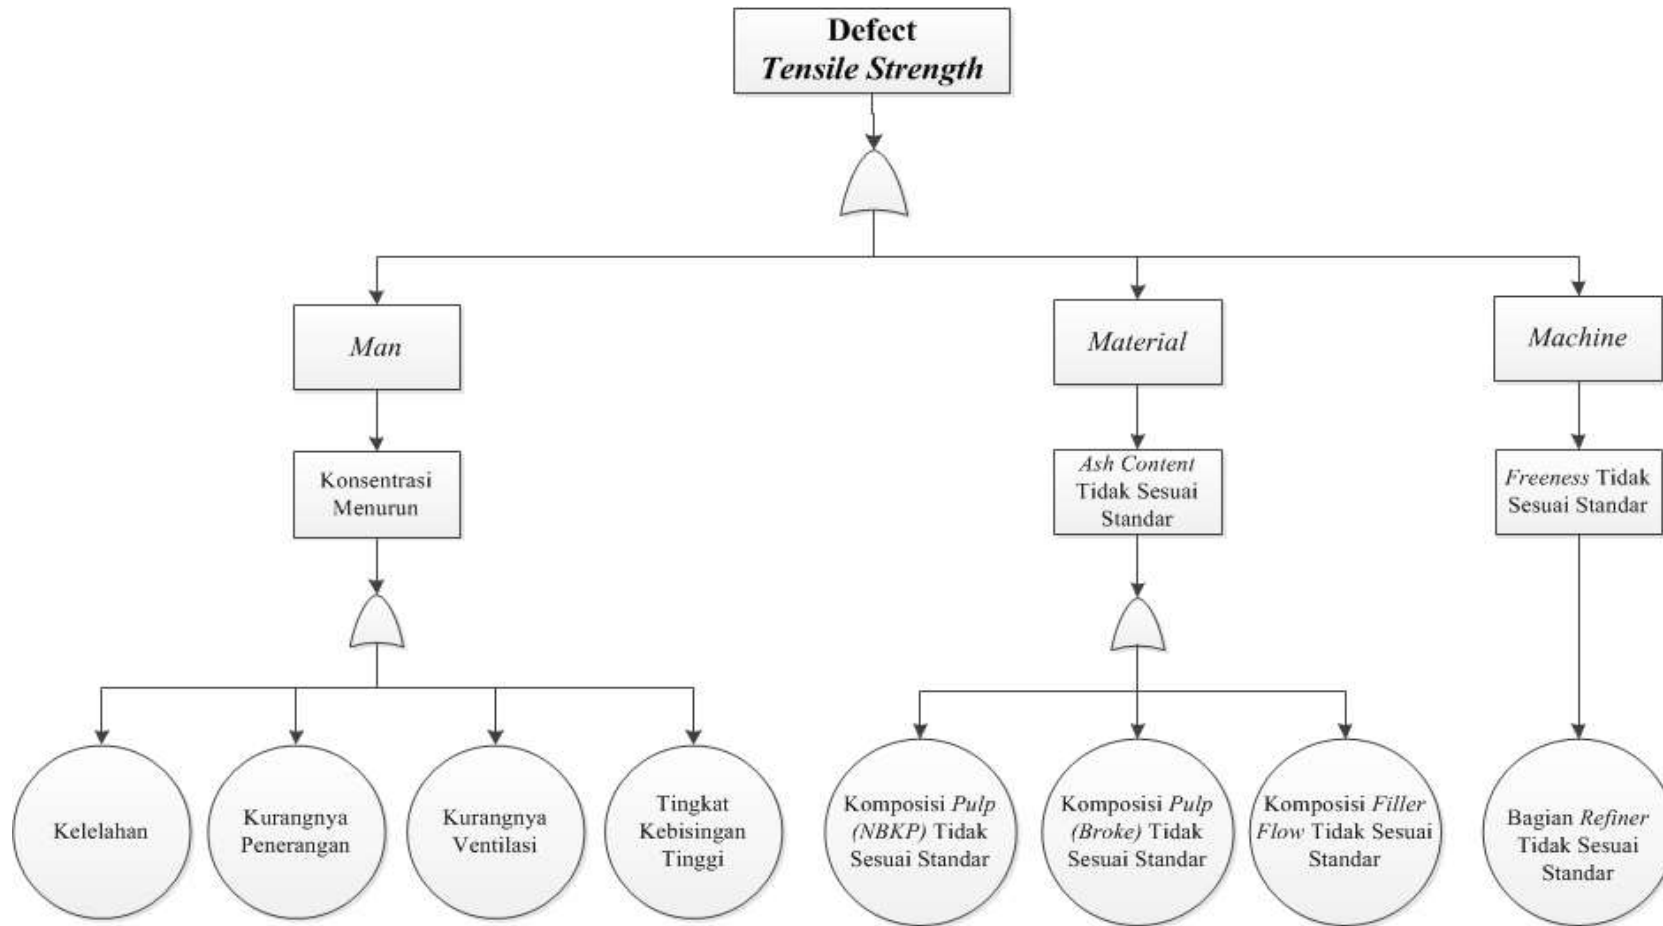 Defect
Tensile Strength
Man
Material
Machine
Konsentrasi
Menurun
Ash Content
Tidak Sesuai
Standar
Freeness Tidak
Sesuai Standar
Kelelahan
Kurangnya
Penerangan
Kurangnya
Ventilasi
Tingkat
Kebisingan
Tinggi
Komposisi Pulp
(NBKP) Tidak
Sesuai Standar
Komposisi Pulp
(Broke) Tidak
Sesuai Standar
Komposisi Filler
Flow Tidak Sesuai
Standar
Bagian Refiner
Tidak Sesuai
Standar